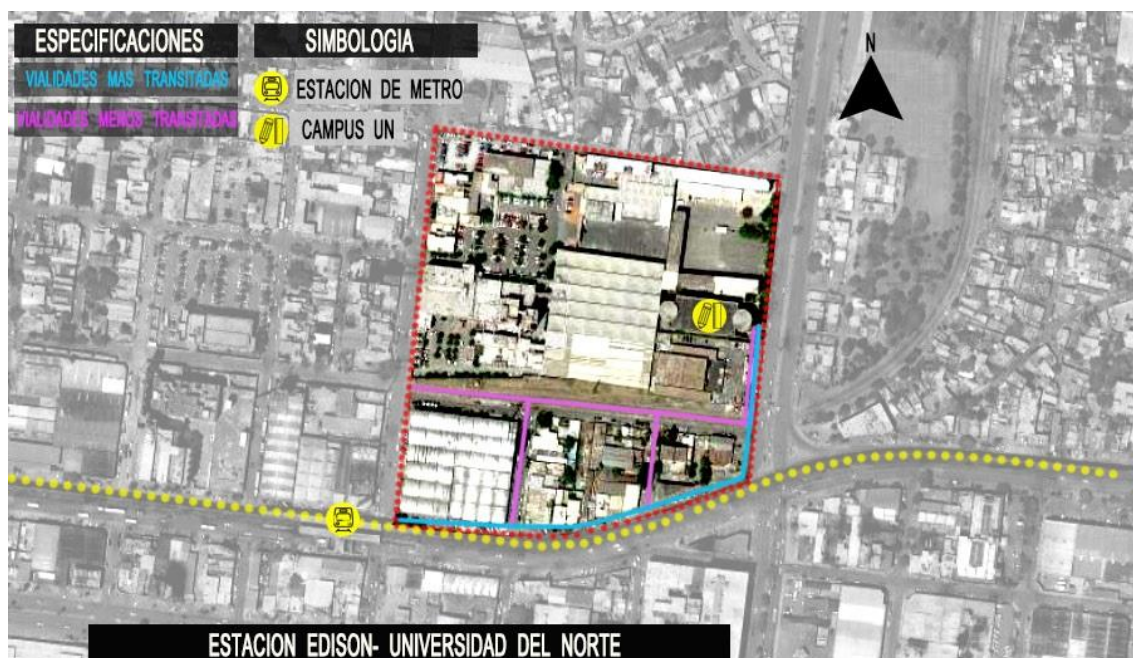 ESPECIFICACIONES
VIALIDADES MAS TRANSITADAS
VIALIDADES MENOS TRANSITADAS
SIMBOLOGIA
ESTACION DE METRO
CAMPUS UN
N
ESTACION EDISON- UNIVERSIDAD DEL NORTE